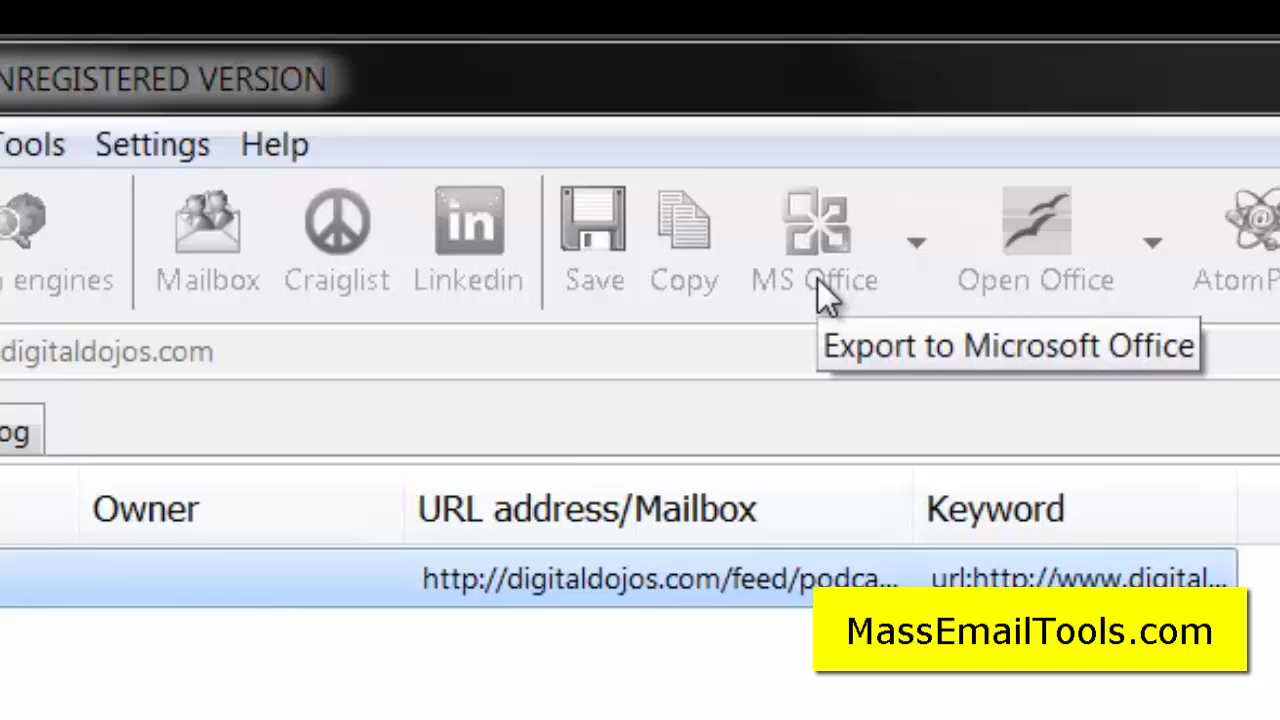 NREGISTERED VERSION
Tools Settings Help
engines Mailbox Craiglist Linkedin Save Copy MS Office Open Office AtomP
in
Export to Microsoft Office
digitaldojos.com
og
Owner URL address/Mailbox Keyword
http://digitaldojos.com/feed/podca... url:http://www.digital...
MassEmailTools.com